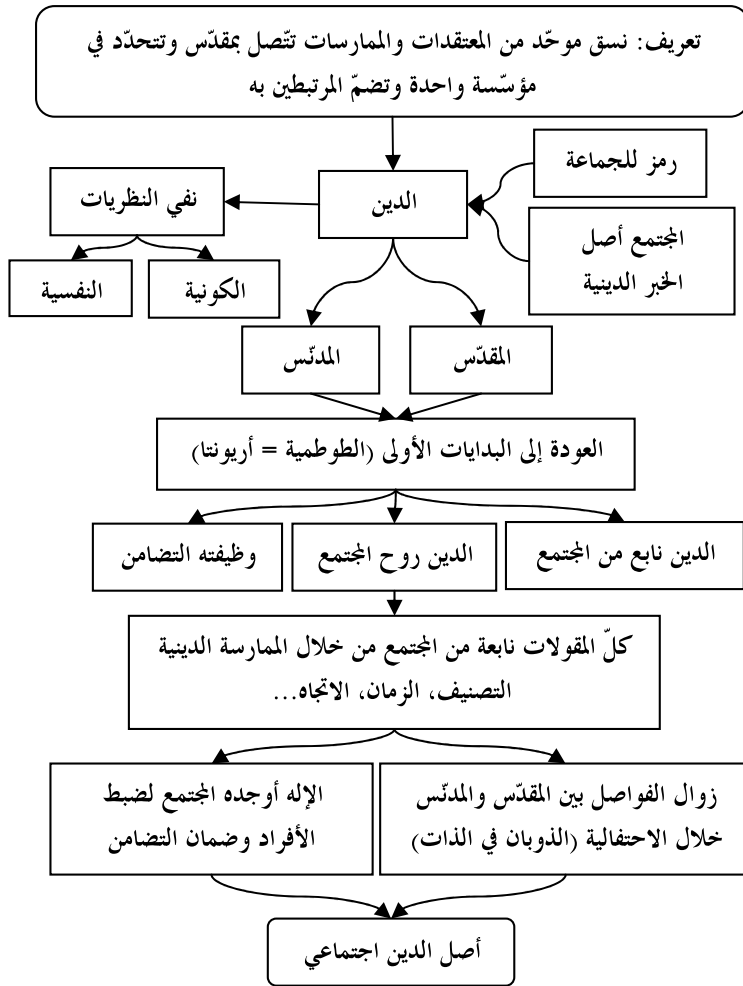 تعريف: نسق موحّد من المعتقدات والممارسات تتّصل بمقدّس وتتحدّد في
مؤسّسة واحدة وتضمّ المرتبطين به
رمز للجماعة
الدين
نفي النظريات
المجتمع أصل
الخبر الدينية
الكونية
النفسية
المقدّس
المدنّس
العودة إلى البدايات الأولى (الطوطمية = أريونتا)
الدين نابع من المجتمع
الدين روح المجتمع
وظيفته التضامن
كلّ المقولات نابعة من المجتمع من خلال الممارسة الدينية
التصنيف، الزمان، الاتجاه...
زوال الفواصل بين المقدّس والمدنّس
خلال الاحتفالية (الذوبان في الذات)
الإله أوجده المجتمع لضبط
الأفراد وضمان التضامن
أصل الدين اجتماعي